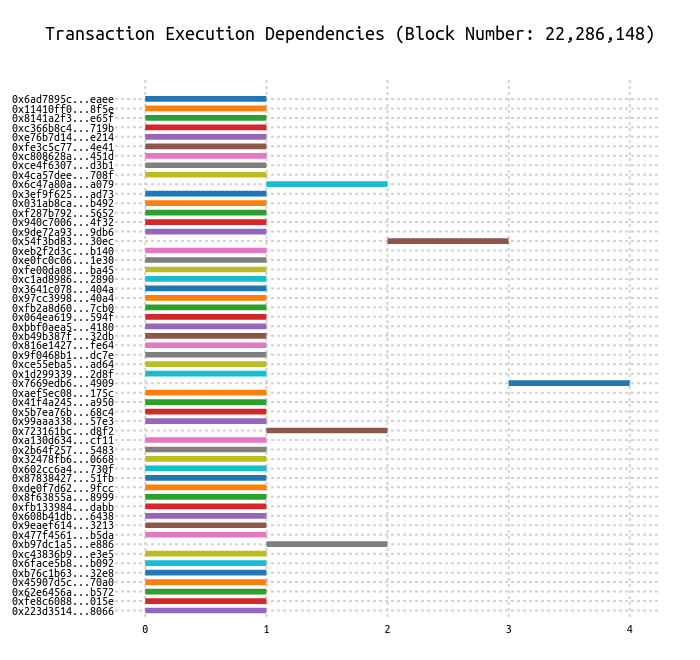 Transaction Execution Dependencies (Block Number: 22,286,148)
0x6ad7895c...eaee
0x11410ff0...8f5e
0x8141a2f3...e65f
0xc366b8c4...719b
0xe76b7d14...e214
0xfe3c5c77...4e41
0xc808628a...451d
0xce4f6307...d3b1
0x4ca57dee...708f
0x6c47a80a...a079
0x3ef9f625...ad73
0x031ab8ca...b492
0xf287b792...5652
0x940c7006...4f32
0x9de72a93...9db6
0x54f3bd83...30ec
0xeb2f2d3c...b140
0xe0fc0c06...1e30
0xfe00da08...ba45
0xc1ad8986...2890
0x3641c078...404a
0x97cc3998...40a4
0xfb2a8d60...7cb0
0x064ea619...594f
0xbbf0aea5...4180
0xb49b387f...32db
0x816e1427...fe64
0x9f0468b1...dc7e
0xce55eba5...ad64
0x1d299339...2d8f
0x7669edb6...4909
0xaef5ec08...175c
0x41f4a245...a950
0x5b7ea76b...68c4
0x99aaa338...57e3
0x723161bc...d8f2
0xa130d634...cf11
0x2b64f257...5483
0x32478fb6...0668
0x602cc6a4...730f
0x87838427...51fb
0xde0f7d62...9fcc
0x8f63855a...8999
0xfb133984...dabb
0x608b41db...6438
0x9eaef614...3213
0x477f4561...b5da
0xb97dc1a5...e886
0xc43836b9...e3e5
0x6face5b8...b092
0xb76c1b63...32e8
0x45907d5c...70a0
0x62e6456a...b572
0xfe8c6088...015e
0x223d3514...8066
0 1 2 3 4